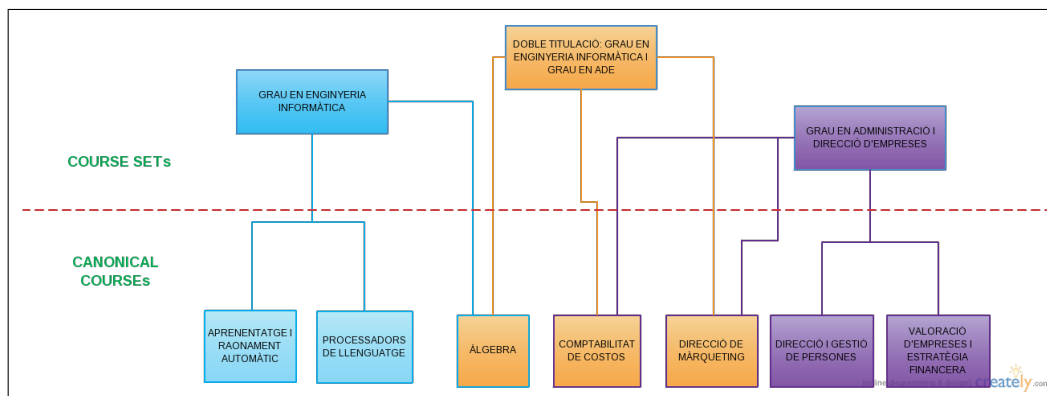 DOBLE TITULACIÓ: GRAU EN
ENGINYERIA INFORMÀTICA I
GRAU EN ADE
GRAU EN ENGINYERIA
INFORMÀTICA
GRAU EN ADMINISTRACIÓ I
DIRECCIÓ D'EMPRESES
COURSE SETs
CANONICAL
COURSEs
APRENENTATGE I
RAONAMENT
AUTOMÀTIC
PROCESSADORS
DE LLENGUATGE
ÀLGEBRA
COMPTABILITAT
DE COSTOS
DIRECCIÓ DE
MÀRQUETING
DIRECCIÓ I GESTIÓ
DE PERSONES
VALORACIÓ
D'EMPRESES I
ESTRATÈGIA
FINANCERA
creately.com